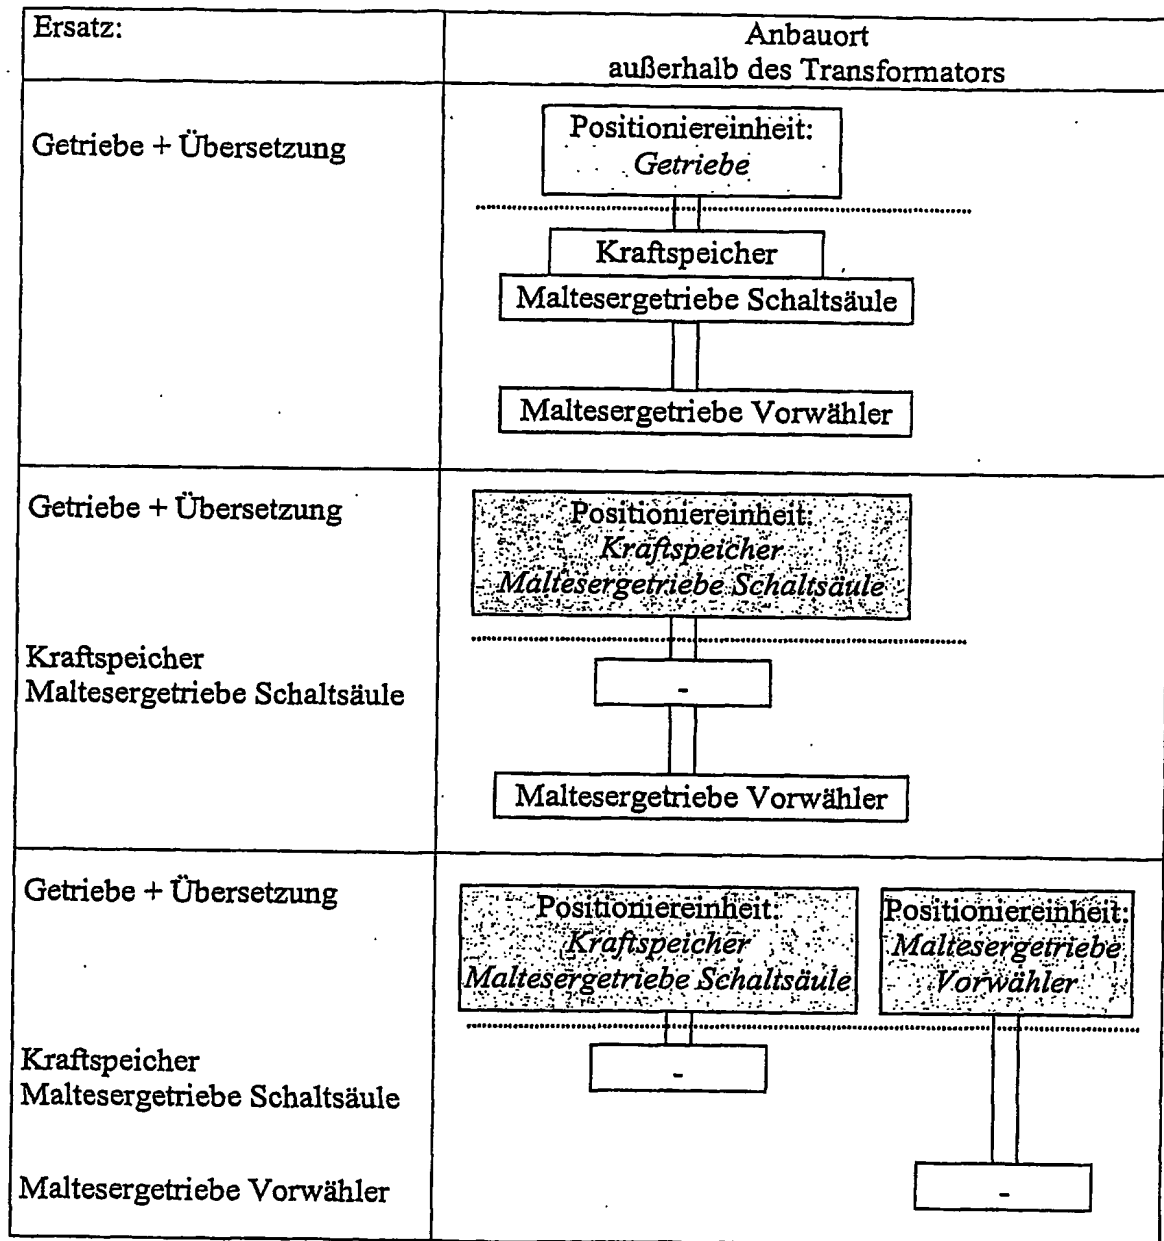 Ersatz:
Anbauort
außerhalb des Transformators
Getriebe + Übersetzung
Positioniereinheit:
Getriebe
Kraftspeicher
Maltesergetriebe Schaltsäule
Maltesergetriebe Vorwähler
Getriebe + Übersetzung
Positioniereinheit:
Kraftspeicher
Maltesergetriebe Schaltsäule
Kraftspeicher
Maltesergetriebe Schaltsäule
-
Maltesergetriebe Vorwähler
Getriebe + Übersetzung
Positioniereinheit:
Kraftspeicher
Maltesergetriebe Schaltsäule
Positioniereinheit:
Maltesergetriebe
Vorwähler
Kraftspeicher
Maltesergetriebe Schaltsäule
-
Maltesergetriebe Vorwähler
-